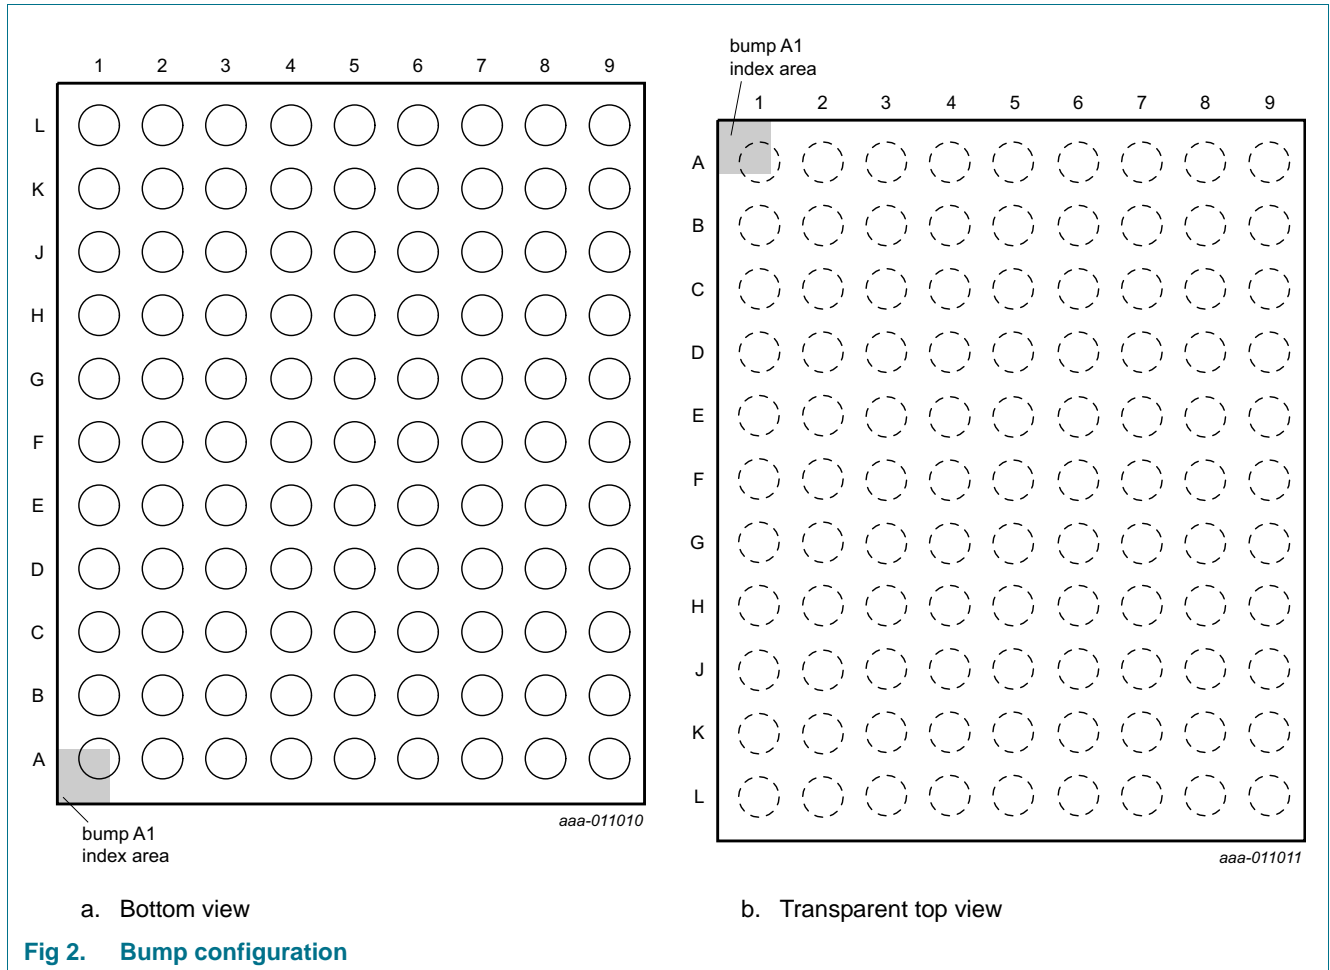 1 2 3 4 5 6 7 8 9
L
K
J
H
G
F
E
D
C
B
A
bump A1
index area
aaa-011010
a. Bottom view
bump A1
index area
1 2 3 4 5 6 7 8 9
A
B
C
D
E
F
G
H
J
K
L
aaa-011011
b. Transparent top view
Fig 2. Bump configuration